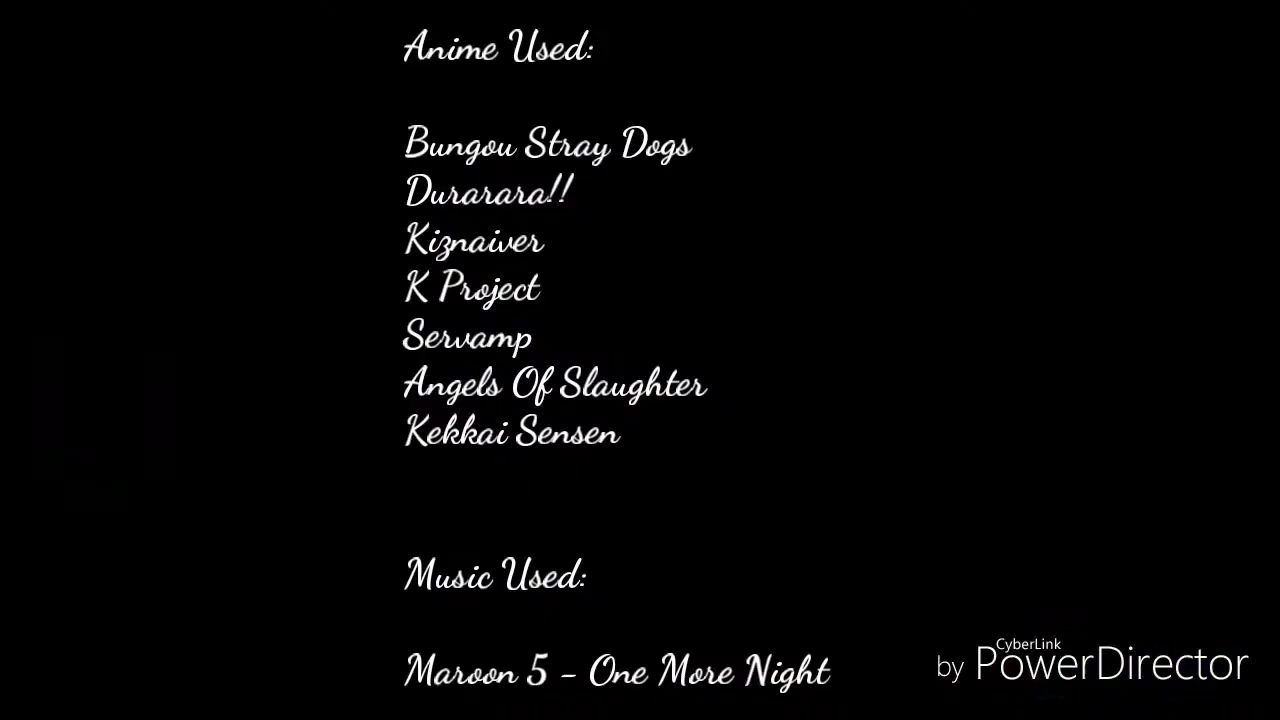 Anime Used:
Bungou Stray Dogs
Durarara!!
Kiznaiver
K Project
Servamp
Angels Of Slaughter
Kekkai Sensen
Music Used:
Maroon 5 - One More Night
CyberLink
by PowerDirector